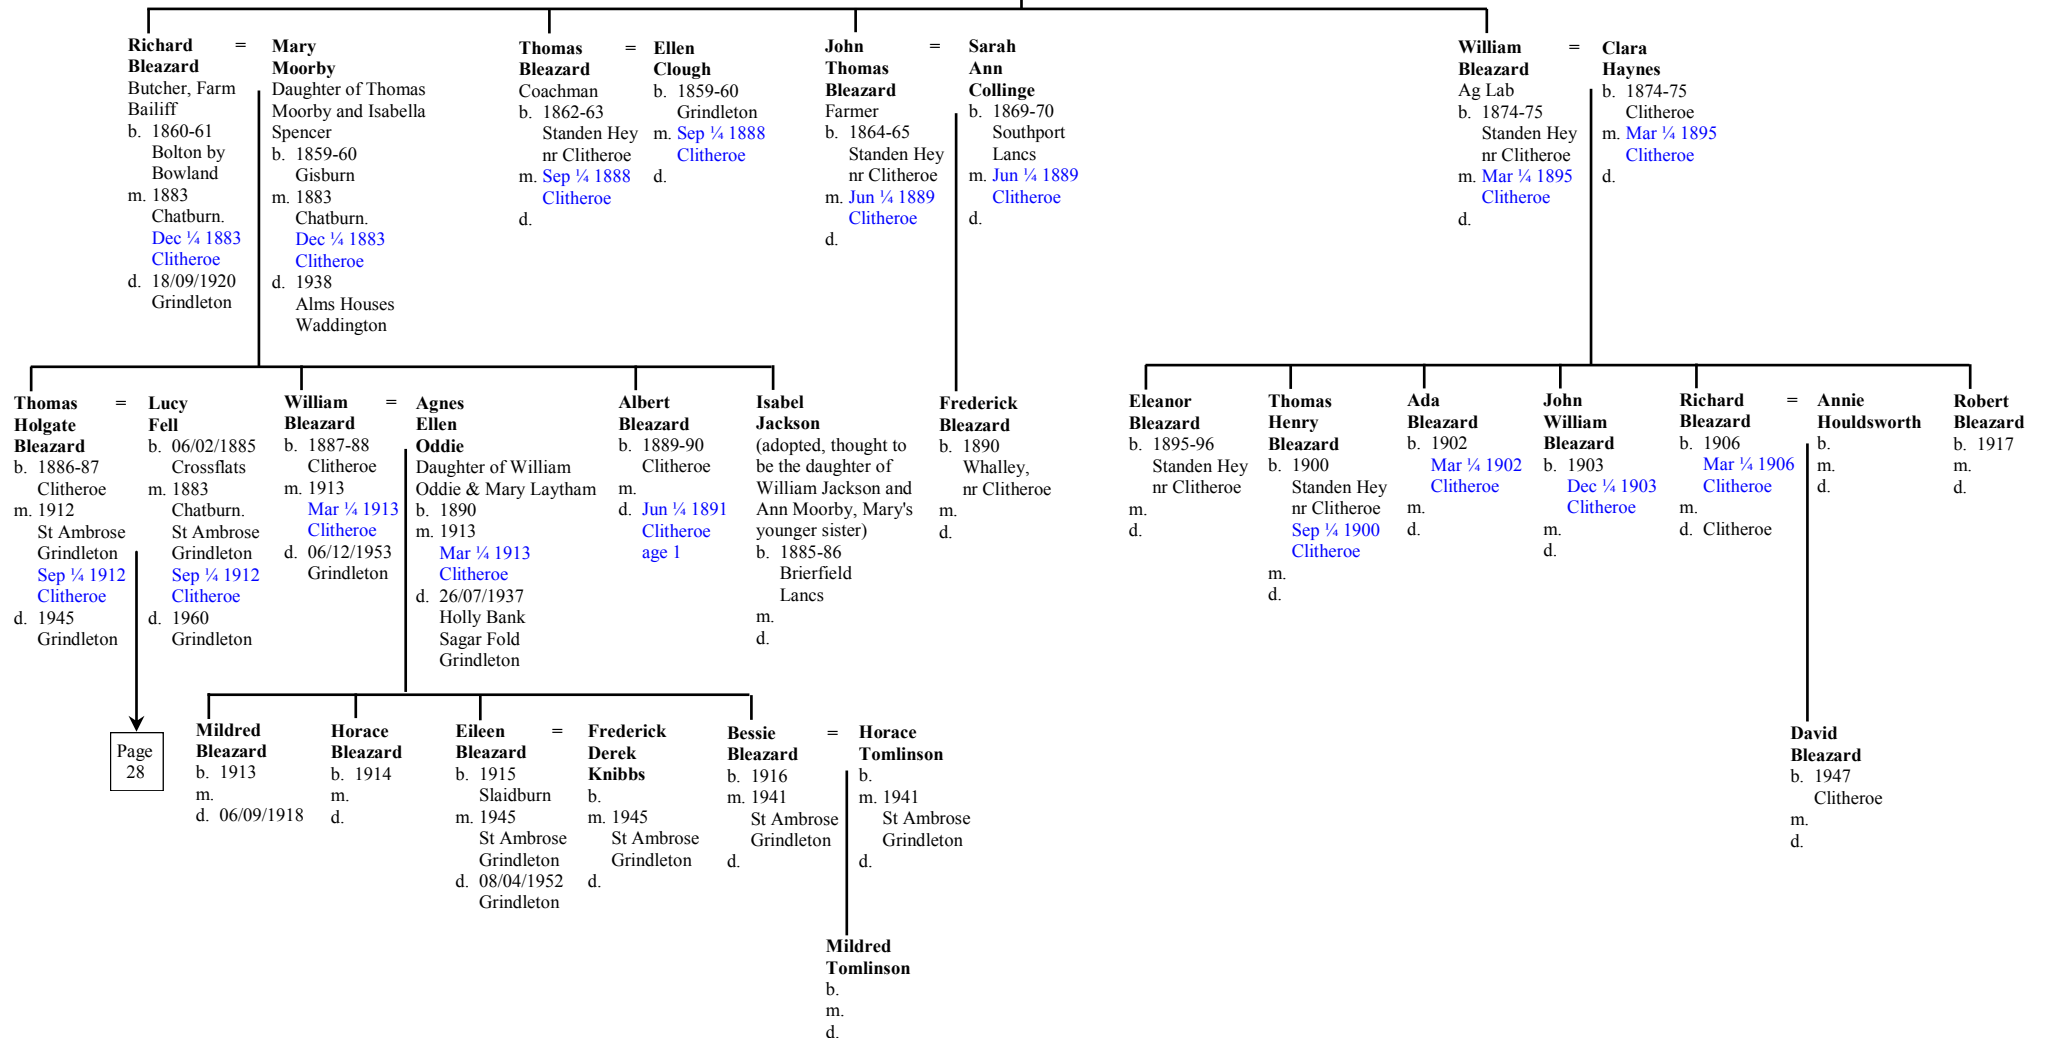 Richard =
Bleazard
Butcher, Farm
Bailiff
b. 1860-61
Bolton by
Bowland
m. 1883
Chatburn.
Dec ¼ 1883
Clitheroe
d. 18/09/1920
Grindleton
Mary
Moorby
Daughter of Thomas
Moorby and Isabella
Spencer
b. 1859-60
Gisburn
m. 1883
Chatburn.
Dec ¼ 1883
Clitheroe
d. 1938
Alms Houses
Waddington
Thomas =
Bleazard
Coachman
b. 1862-63
Standen Hey
nr Clitheroe
m. Sep ¼ 1888
Clitheroe
d.
Ellen
Clough
b. 1859-60
Grindleton
m. Sep ¼ 1888
Clitheroe
d.
John =
Thomas
Bleazard
Farmer
b. 1864-65
Standen Hey
nr Clitheroe
m. Jun ¼ 1889
Clitheroe
d.
Sarah
Ann
Collinge
b. 1869-70
Southport
Lancs
m. Jun ¼ 1889
Clitheroe
d.
William =
Bleazard
Ag Lab
b. 1874-75
Standen Hey
nr Clitheroe
m. Mar ¼ 1895
Clitheroe
d.
Clara
Haynes
b. 1874-75
Clitheroe
m. Mar ¼ 1895
Clitheroe
d.
Thomas =
Holgate
Bleazard
b. 1886-87
Clitheroe
m. 1912
St Ambrose
Grindleton
Sep ¼ 1912
Clitheroe
d. 1945
Grindleton
Lucy
Fell
b. 06/02/1885
Crossflats
m. 1883
Chatburn.
St Ambrose
Grindleton
Sep ¼ 1912
Clitheroe
d. 1960
Grindleton
William =
Bleazard
b. 1887-88
Clitheroe
m. 1913
Mar ¼ 1913
Clitheroe
d. 06/12/1953
Grindleton
Agnes
Ellen
Oddie
Daughter of William
Oddie & Mary Laytham
b. 1890
m. 1913
Mar ¼ 1913
Clitheroe
d. 26/07/1937
Holly Bank
Sagar Fold
Grindleton
Albert
Bleazard
b. 1889-90
Clitheroe
m.
d. Jun ¼ 1891
Clitheroe
age 1
Isabel
Jackson
(adopted, thought to
be the daughter of
William Jackson and
Ann Moorby, Mary's
younger sister)
b. 1885-86
Brierfield
Lancs
m.
d.
Frederick
Bleazard
b. 1890
Whalley,
nr Clitheroe
m.
d.
Eleanor
Bleazard
b. 1895-96
Standen Hey
nr Clitheroe
m.
d.
Thomas
Henry
Bleazard
b. 1900
Standen Hey
nr Clitheroe
Sep ¼ 1900
Clitheroe
m.
d.
Ada
Bleazard
b. 1902
Mar ¼ 1902
Clitheroe
m.
d.
John
William
Bleazard
b. 1903
Dec ¼ 1903
Clitheroe
m.
d.
Richard =
Bleazard
b. 1906
Mar ¼ 1906
Clitheroe
m.
d. Clitheroe
Annie
Houldsworth
b.
m.
d.
Robert
Bleazard
b. 1917
m.
d.
Page
28
Mildred
Bleazard
b. 1913
m.
d. 06/09/1918
Horace
Bleazard
b. 1914
m.
d.
Eileen =
Bleazard
b. 1915
Slaidburn
m. 1945
St Ambrose
Grindleton
d. 08/04/1952
Grindleton
Frederick
Derek
Knibbs
b.
m. 1945
St Ambrose
Grindleton
d.
Bessie =
Bleazard
b. 1916
m. 1941
St Ambrose
Grindleton
d.
Horace
Tomlinson
b.
m. 1941
St Ambrose
Grindleton
d.
David
Bleazard
b. 1947
Clitheroe
m.
d.
Mildred
Tomlinson
b.
m.
d.